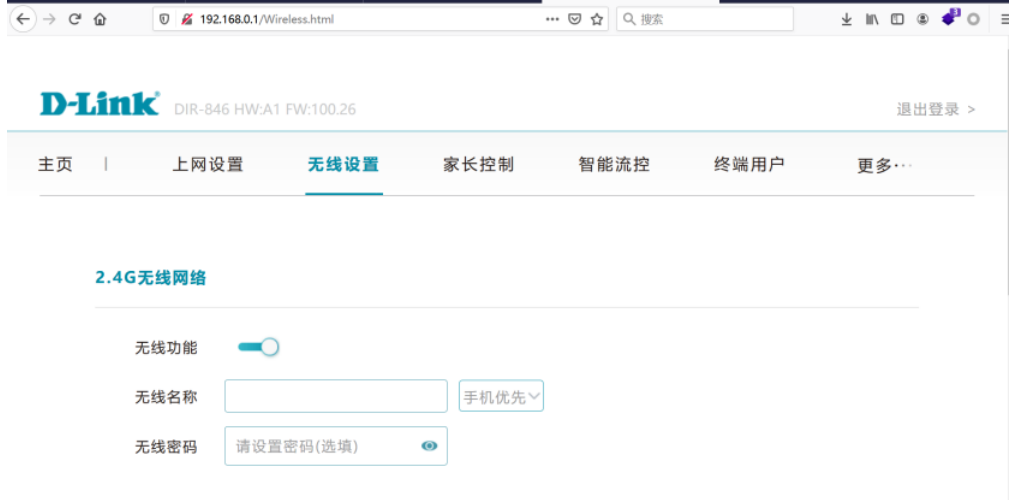 192.168.0.1/Wireless.html
搜索
3
D-Link DIR-846 HW:A1 FW:100.26
退出登录 >
主页 | 上网设置 无线设置 家长控制 智能流控 终端用户 更多···
2.4G无线网络
无线功能
无线名称 手机优先
无线密码 请设置密码(选填)